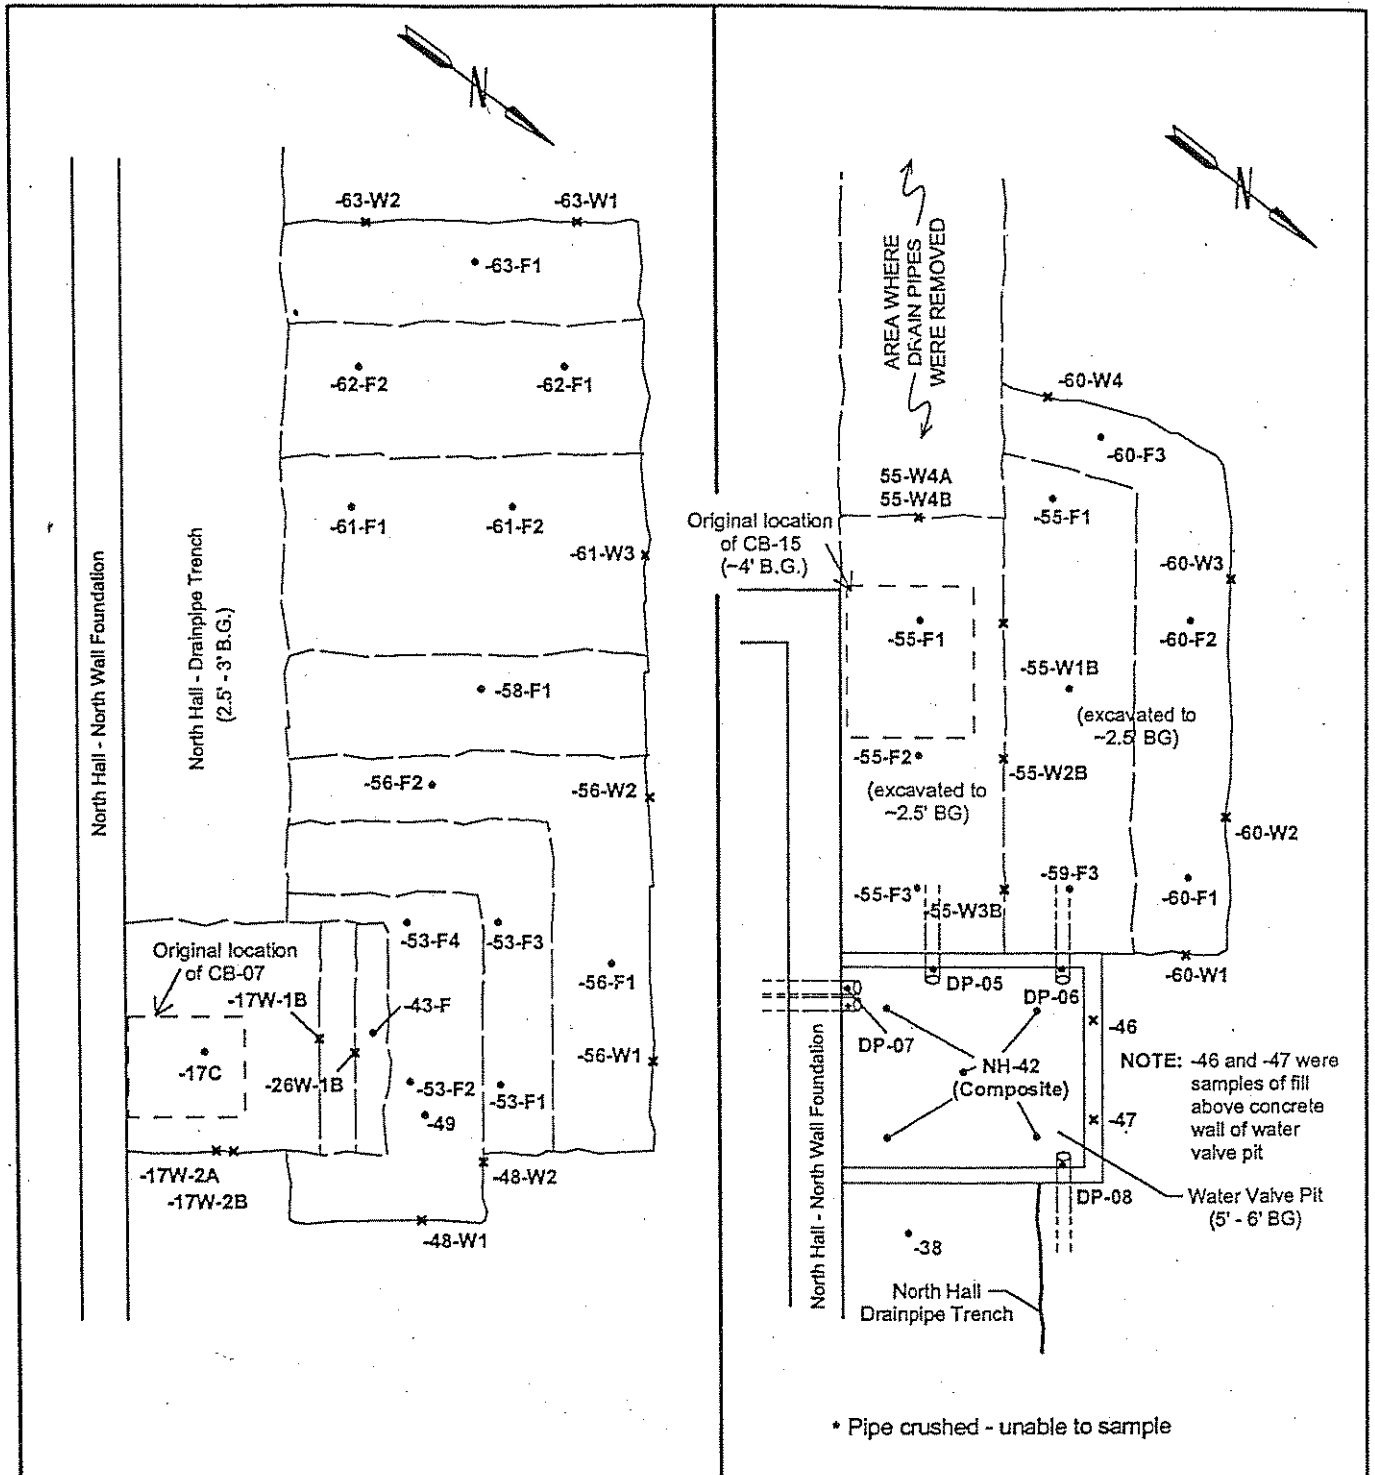 N
-63-W2
-63-W1
-63-F1
-62-F2
-62-F1
-61-F1
-61-F2
-61-W3
North Hall - North Wall Foundation
North Hall - Drainpipe Trench
(2.5' - 3' B.G.)
-58-F1
-56-F2
-56-W2
-53-F4
-53-F3
Original location
of CB-07
-17W-1B
-43-F
-56-F1
-17C
-26W-1B
-53-F2
-53-F1
-56-W1
-49
-17W-2A
-17W-2B
-48-W2
-48-W1
N
AREA WHERE
DRAIN PIPES
WERE REMOVED
-60-W4
-60-F3
55-W4A
55-W4B
-55-F1
Original location
of CB-15
(~4' B.G.)
-60-W3
-55-F1
-60-F2
-55-W1B
(excavated to
~2.5' BG)
-55-F2
-55-W2B
(excavated to
~2.5' BG)
-60-W2
-55-F3
-55-W3B
-59-F3
-60-F1
-60-W1
DP-05
DP-06
DP-07
-46
NH-42
(Composite)
NOTE: -46 and -47 were
samples of fill
above concrete
wall of water
valve pit
-47
North Hall - North Wall Foundation
DP-08
Water Valve Pit
(5' - 6' BG)
-38
North Hall
Drainpipe Trench
• Pipe crushed - unable to sample